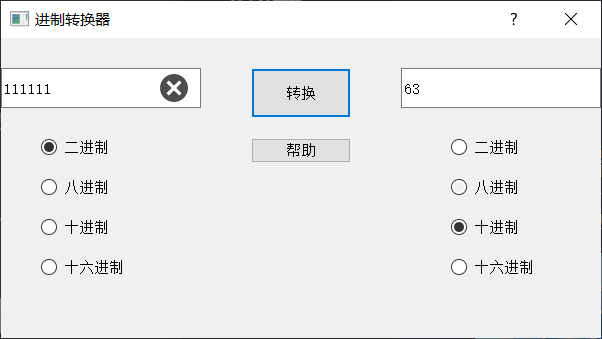 进制转换器
111111
转换
63
帮助
二进制
八进制
十进制
十六进制
二进制
八进制
十进制
十六进制